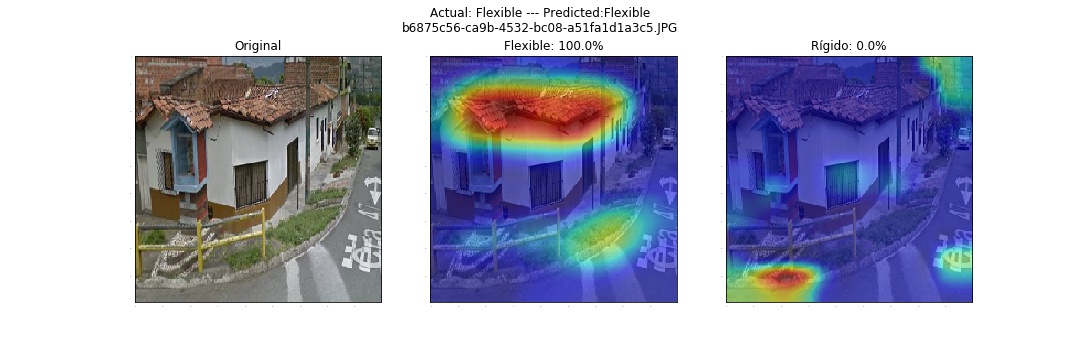 Actual: Flexible --- Predicted:Flexible
b6875c56-ca9b-4532-bc08-a51fa1d1a3c5.JPG
Original
Flexible: 100.0%
Rígido: 0.0%